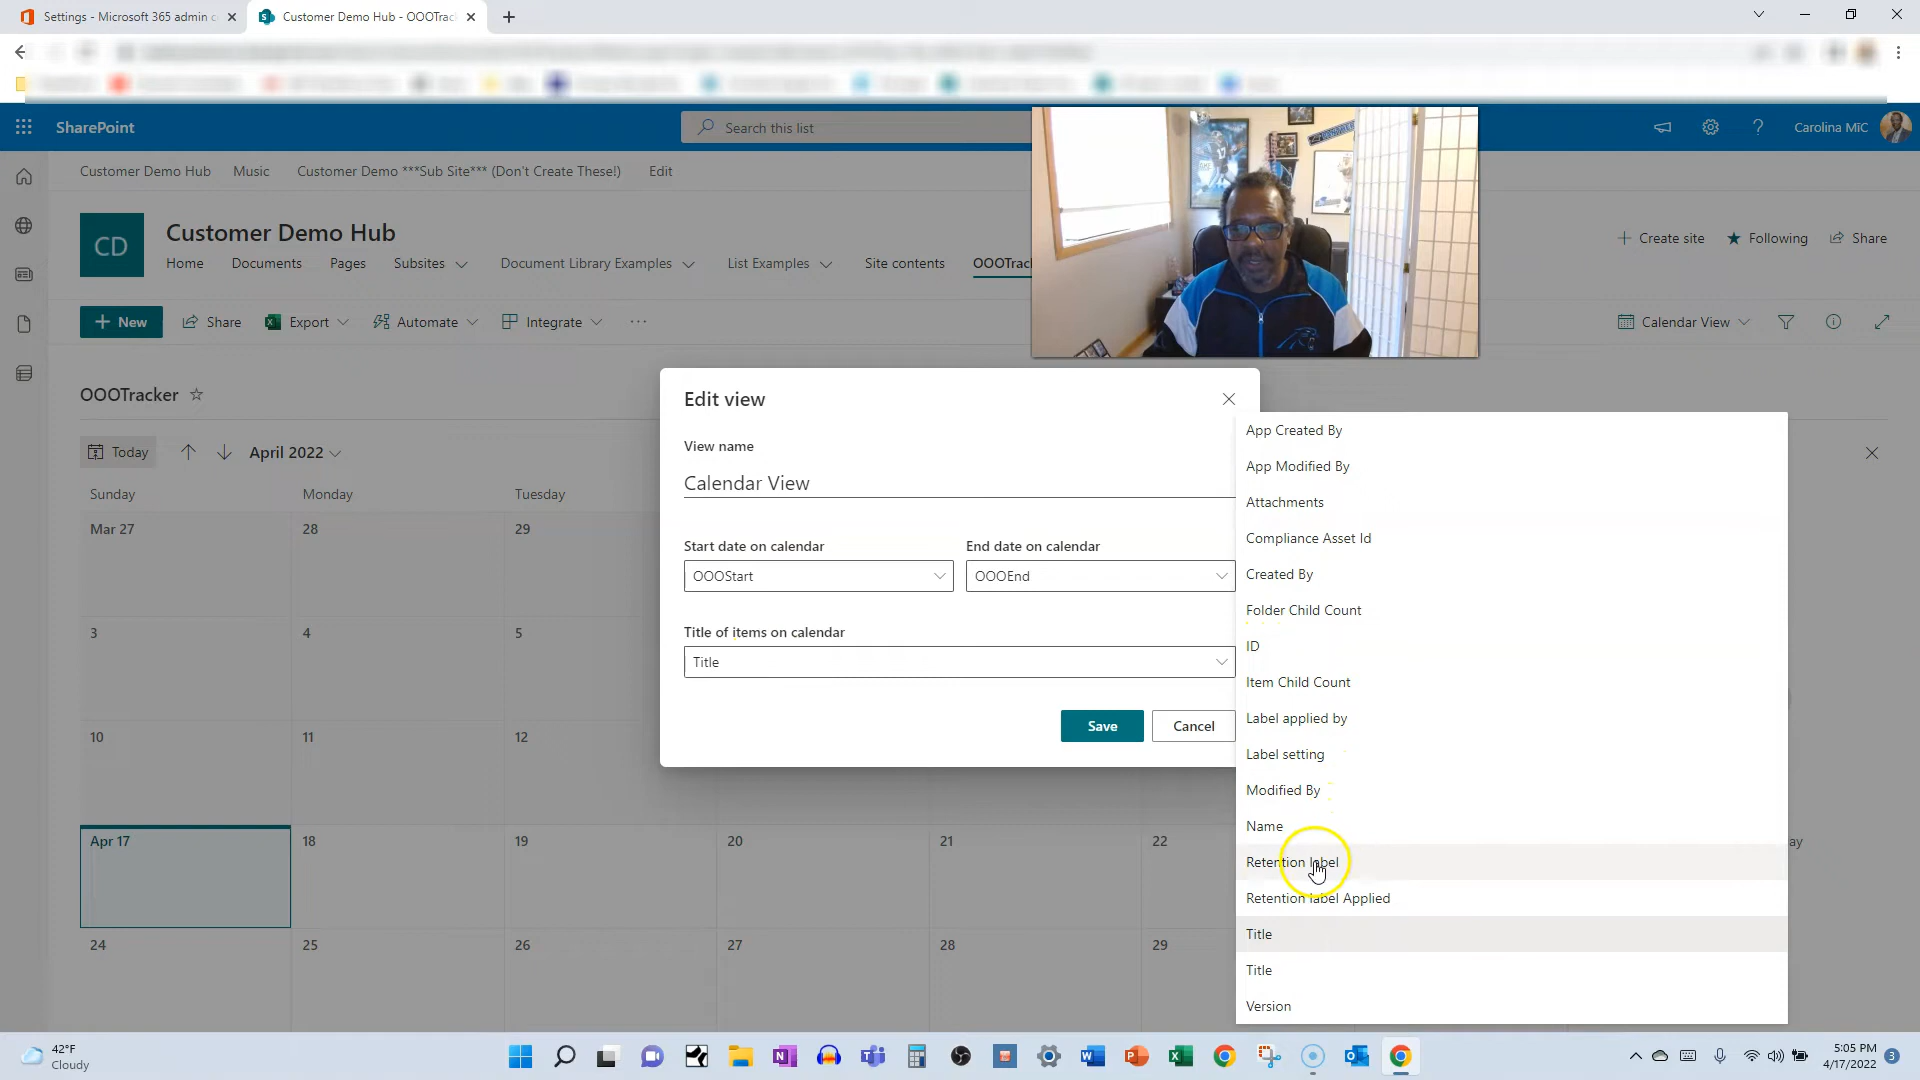 Settings - Microsoft 365 admin c
Customer Demo Hub - OOOTrac
SharePoint
Search this list
Carolina MiC
Customer Demo Hub
Music
Customer Demo ***Sub Site*** (Don't Create These!)
Edit
CD
Customer Demo Hub
Home
Documents
Pages
Subsites
Document Library Examples
List Examples
Site contents
OOOTrac
Create site
Following
Share
New
Share
Export
Automate
Integrate
Calendar View
OOOTracker
Today
April 2022
Sunday
Monday
Tuesday
Mar 27
28
29
3
4
5
10
11
12
Apr 17
18
19
20
21
22
ay
24
25
26
27
28
29
Edit view
View name
Calendar View
Start date on calendar
End date on calendar
OOOStart
OOOEnd
Title of items on calendar
Title
Save
Cancel
App Created By
App Modified By
Attachments
Compliance Asset Id
Created By
Folder Child Count
ID
Item Child Count
Label applied by
Label setting
Modified By
Name
Retention label
Retention label Applied
Title
Title
Version
42°F
Cloudy
5:05 PM
4/17/2022
3